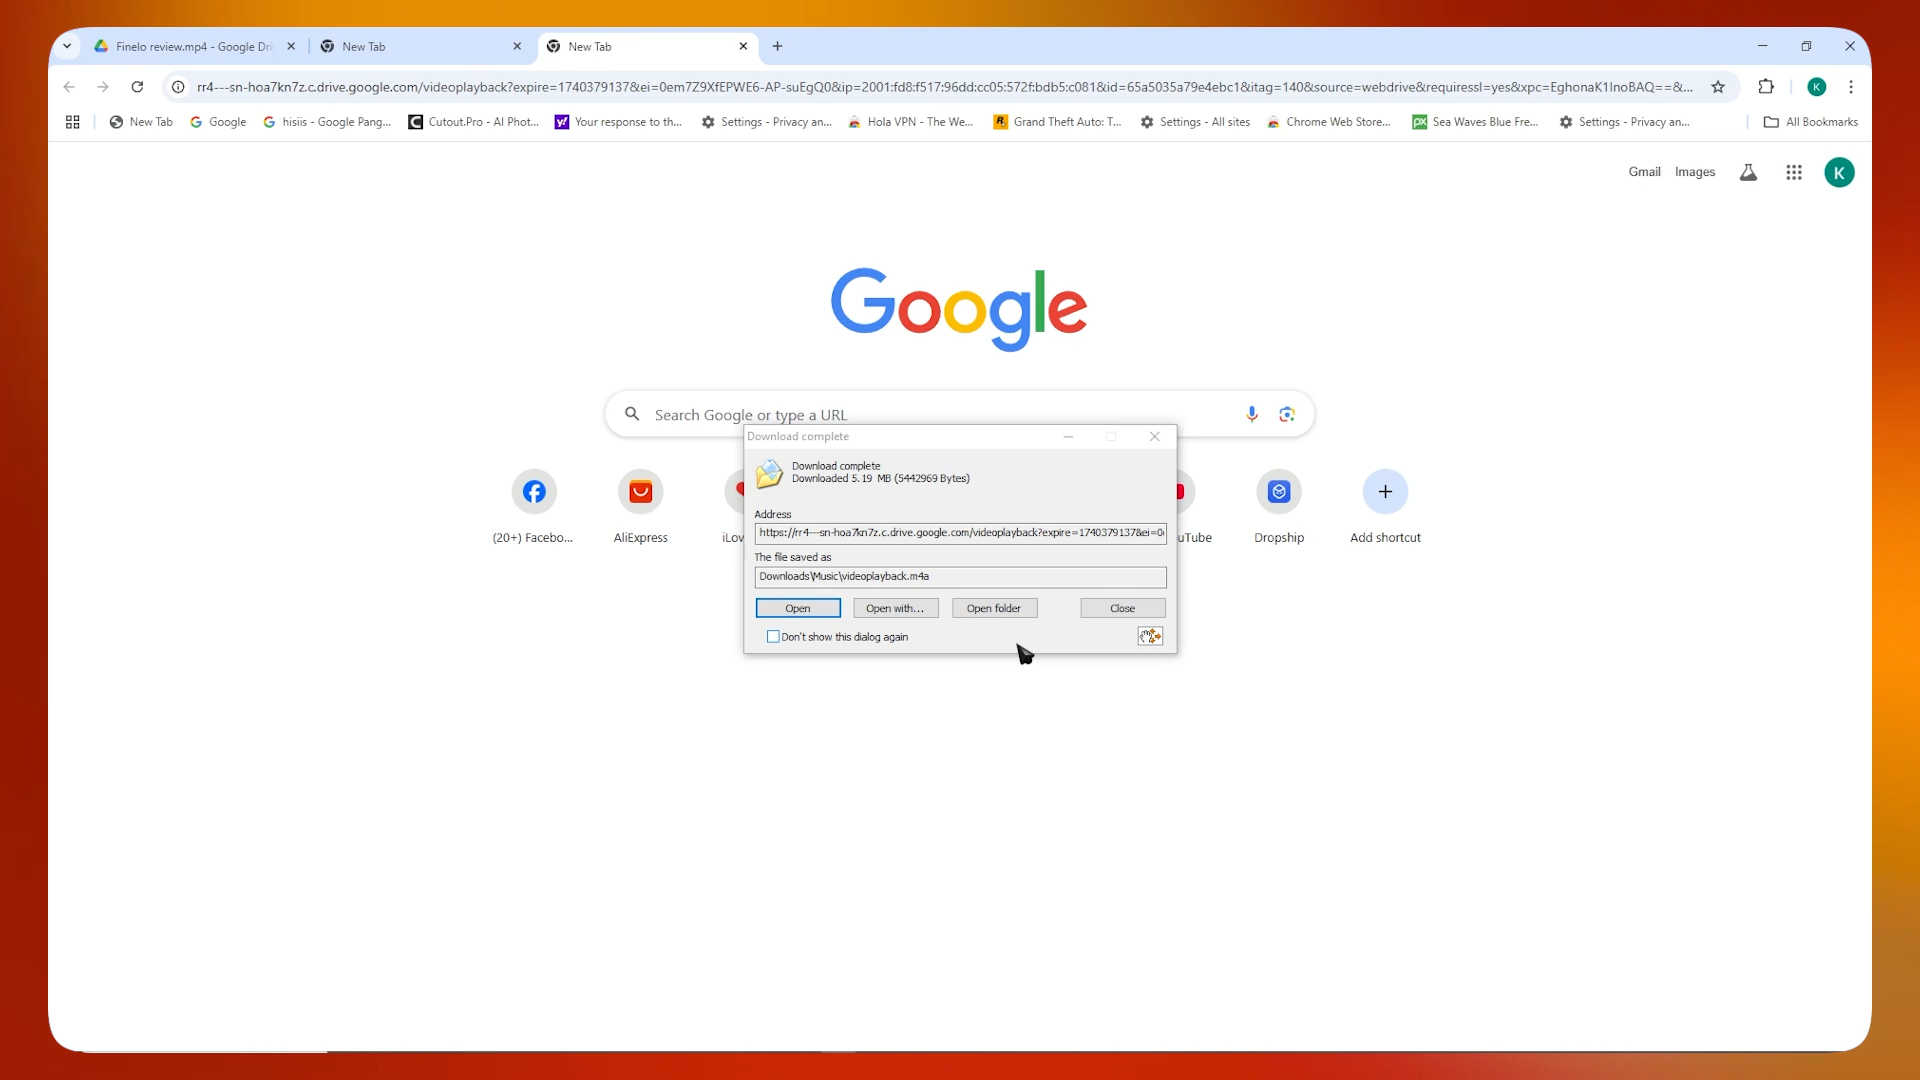 Finelo review.mp4 - Google Dri
New Tab
New Tab
rr4---sn-hoa7kn7z.c.drive.google.com/videoplayback?expire=1740379137&ei=0em7Z9XfEPWE6-AP-suEgQ0&ip=2001:fd8:f517:96dd:cc05:572f:bdb5:c081&id=65a5035a79e4ebc1&itag=140&source=webdrive&requiressl=yes&xpc=EghonaK1InoBAQ==&...
New Tab
Google
hisiis - Google Pang...
Cutout.Pro - AI Phot...
Your response to th...
Settings - Privacy an...
Hola VPN - The We...
Grand Theft Auto: T...
Settings - All sites
Chrome Web Store...
Sea Waves Blue Fre...
Settings - Privacy an...
All Bookmarks
Gmail
Images
K
K
Google
Search Google or type a URL
Download complete
Download complete
Downloaded 5.19 MB (5442969 Bytes)
Address
https://rr4---sn-hoa7kn7z.c.drive.google.com/videoplayback?expire=1740379137&ei=0
The file saved as
Downloads\Music\videoplayback.m4a
Open
Open with...
Open folder
Close
Don't show this dialog again
(20+) Facebo...
AliExpress
iLov
uTube
Dropship
Add shortcut